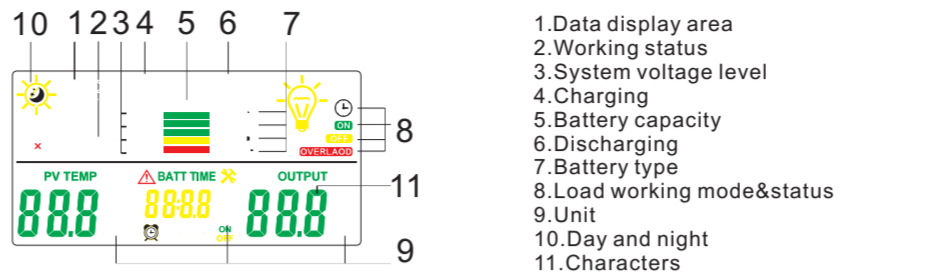 10 1 2 3 4 5 6 7
ON
OFF
OVERLAOD
8
PV TEMP BATT TIME OUTPUT
11
88.8 88:8.8 88.8
ON
OFF
9
1.Data display area
2.Working status
3.System voltage level
4.Charging
5.Battery capacity
6.Discharging
7.Battery type
8.Load working mode&status
9.Unit
10.Day and night
11.Characters